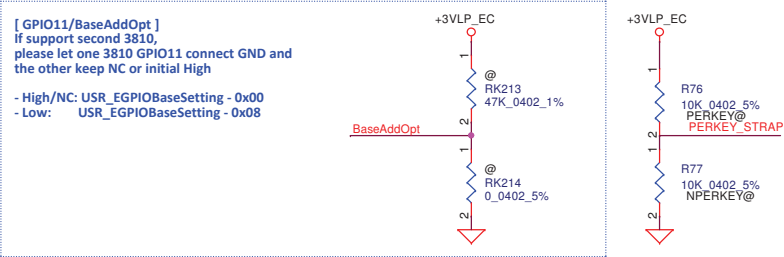 [ GPIO11/BaseAddOpt ]
If support second 3810,
please let one 3810 GPIO11 connect GND and
the other keep NC or initial High
- High/NC: USR_EGPIOBaseSetting - 0x00
- Low: USR_EGPIOBaseSetting - 0x08
+3VLP_EC
1
@
RK213
47K_0402_1%
2
BaseAddOpt
1
@
RK214
0_0402_5%
2
+3VLP_EC
1
R76
10K_0402_5%
PERKEY@
2
PERKEY_STRAP
1
R77
10K_0402_5%
NPERKEY@
2